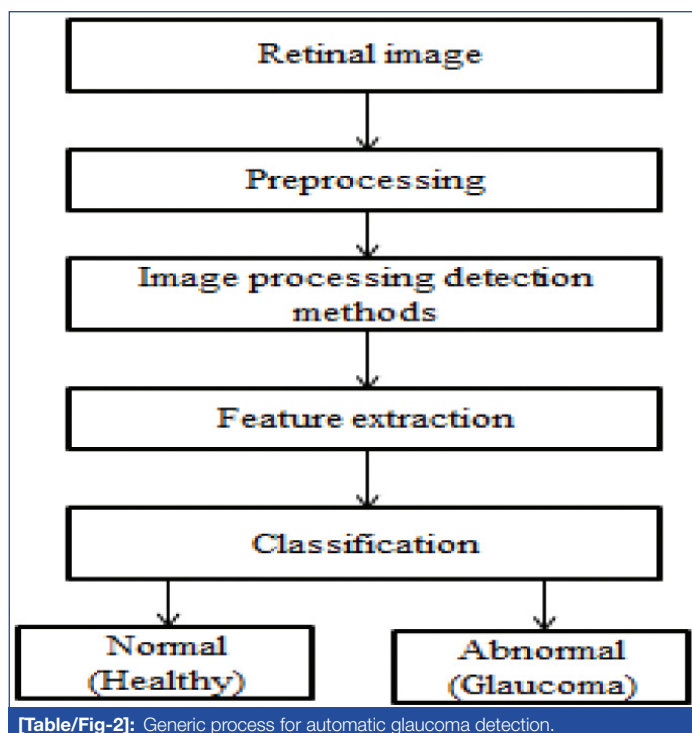 Retinal image
Preprocessing
Image processing detection
methods
Feature extraction
Classification
Normal
(Healthy)
Abnormal
(Glaucoma)
[Table/Fig-2]: Generic process for automatic glaucoma detection.